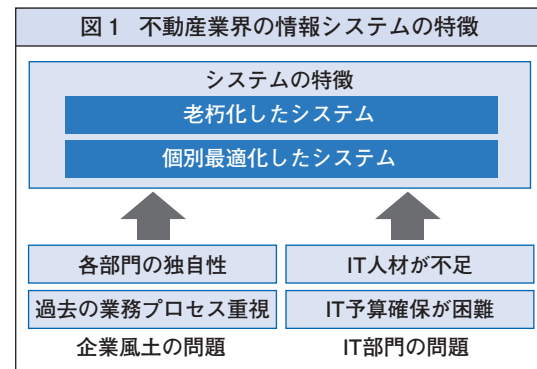 図1 不動産業界の情報システムの特徴
システムの特徴
老朽化したシステム
個別最適化したシステム
各部門の独自性
IT人材が不足
過去の業務プロセス重視
IT予算確保が困難
企業風土の問題
IT部門の問題